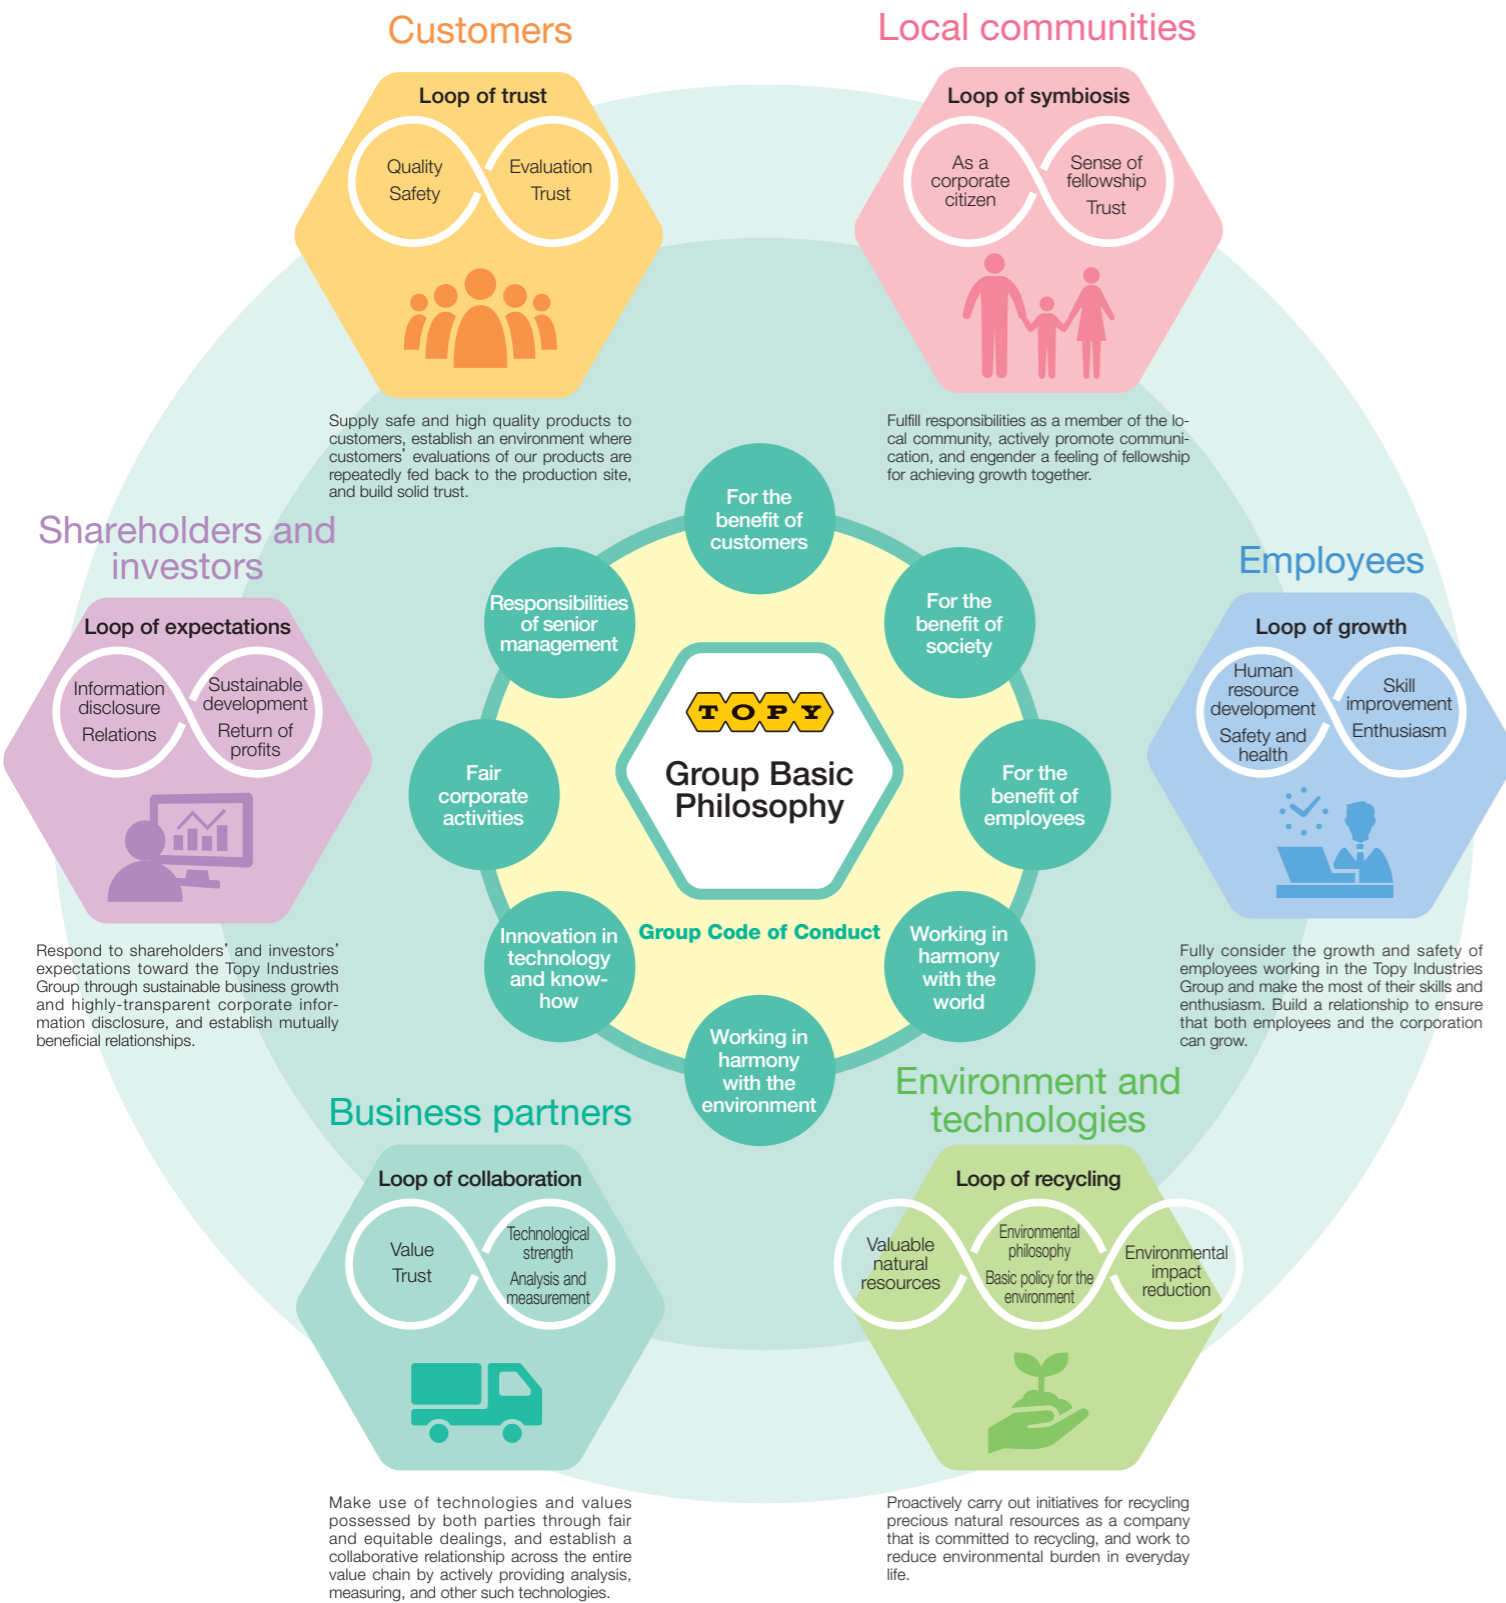 Customers
Loop of trust
Quality
Safety
Evaluation
Trust
Supply safe and high quality products to
customers, establish an environment where
customers’ evaluations of our products are
repeatedly fed back to the production site,
and build solid trust.
Local communities
Loop of symbiosis
As a
corporate
citizen
Sense of
fellowship
Trust
Fulfill responsibilities as a member of the lo-
cal community, actively promote communi-
cation, and engender a feeling of fellowship
for achieving growth together.
Shareholders and
investors
Loop of expectations
Information
disclosure
Relations
Sustainable
development
Return of
profits
Respond to shareholders’ and investors’
expectations toward the Topy Industries
Group through sustainable business growth
and highly-transparent corporate infor-
mation disclosure, and establish mutually
beneficial relationships.
For the
benefit of
customers
For the
benefit of
society
For the
benefit of
employees
Working in
harmony
with the
world
Working in
harmony
with the
environment
Innovation in
technology
and know-
how
Fair
corporate
activities
Responsibilities
of senior
management
TOPY
Group Basic
Philosophy
Group Code of Conduct
Employees
Loop of growth
Human
resource
development
Safety and
health
Skill
improvement
Enthusiasm
Fully consider the growth and safety of
employees working in the Topy Industries
Group and make the most of their skills and
enthusiasm. Build a relationship to ensure
that both employees and the corporation
can grow.
Business partners
Loop of collaboration
Value
Trust
Technological
strength
Analysis and
measurement
Make use of technologies and values
possessed by both parties through fair
and equitable dealings, and establish a
collaborative relationship across the entire
value chain by actively providing analysis,
measuring, and other such technologies.
Environment and
technologies
Loop of recycling
Valuable
natural
resources
Environmental
philosophy
Basic policy for the
environment
Environmental
impact
reduction
Proactively carry out initiatives for recycling
precious natural resources as a company
that is committed to recycling, and work to
reduce environmental burden in everyday
life.